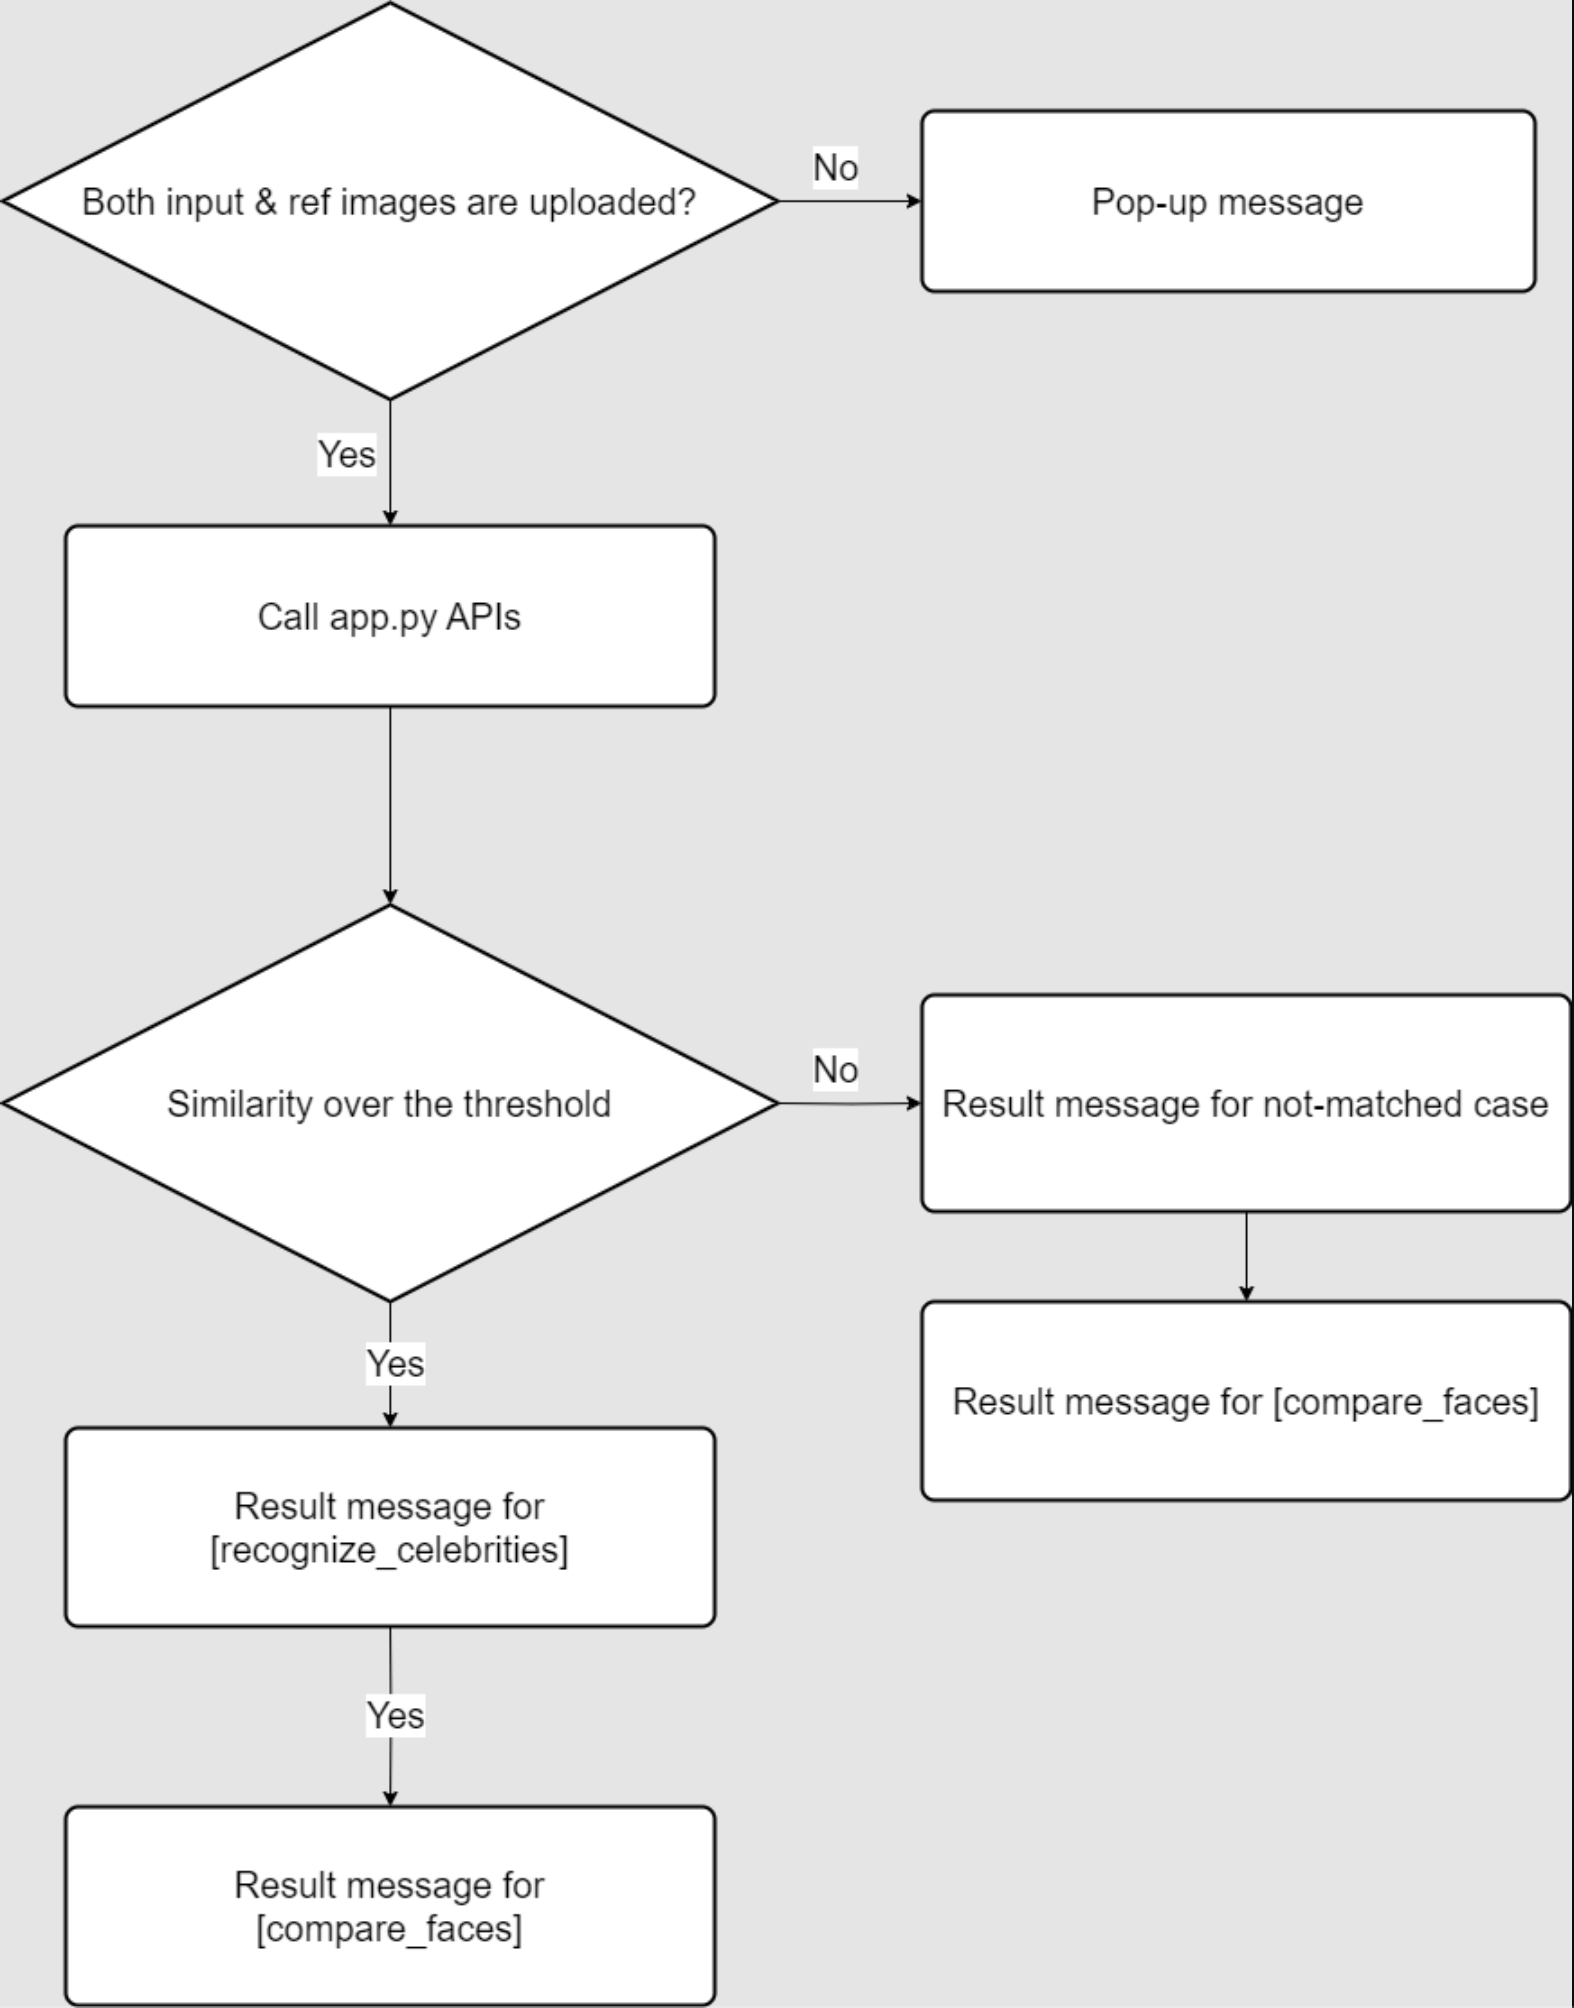 Both input & ref images are uploaded?
No
Pop-up message
Yes
Call app.py APIs
Similarity over the threshold
No
Result message for not-matched case
Yes
Result message for [compare_faces]
Result message for
[recognize_celebrities]
Yes
Result message for
[compare_faces]